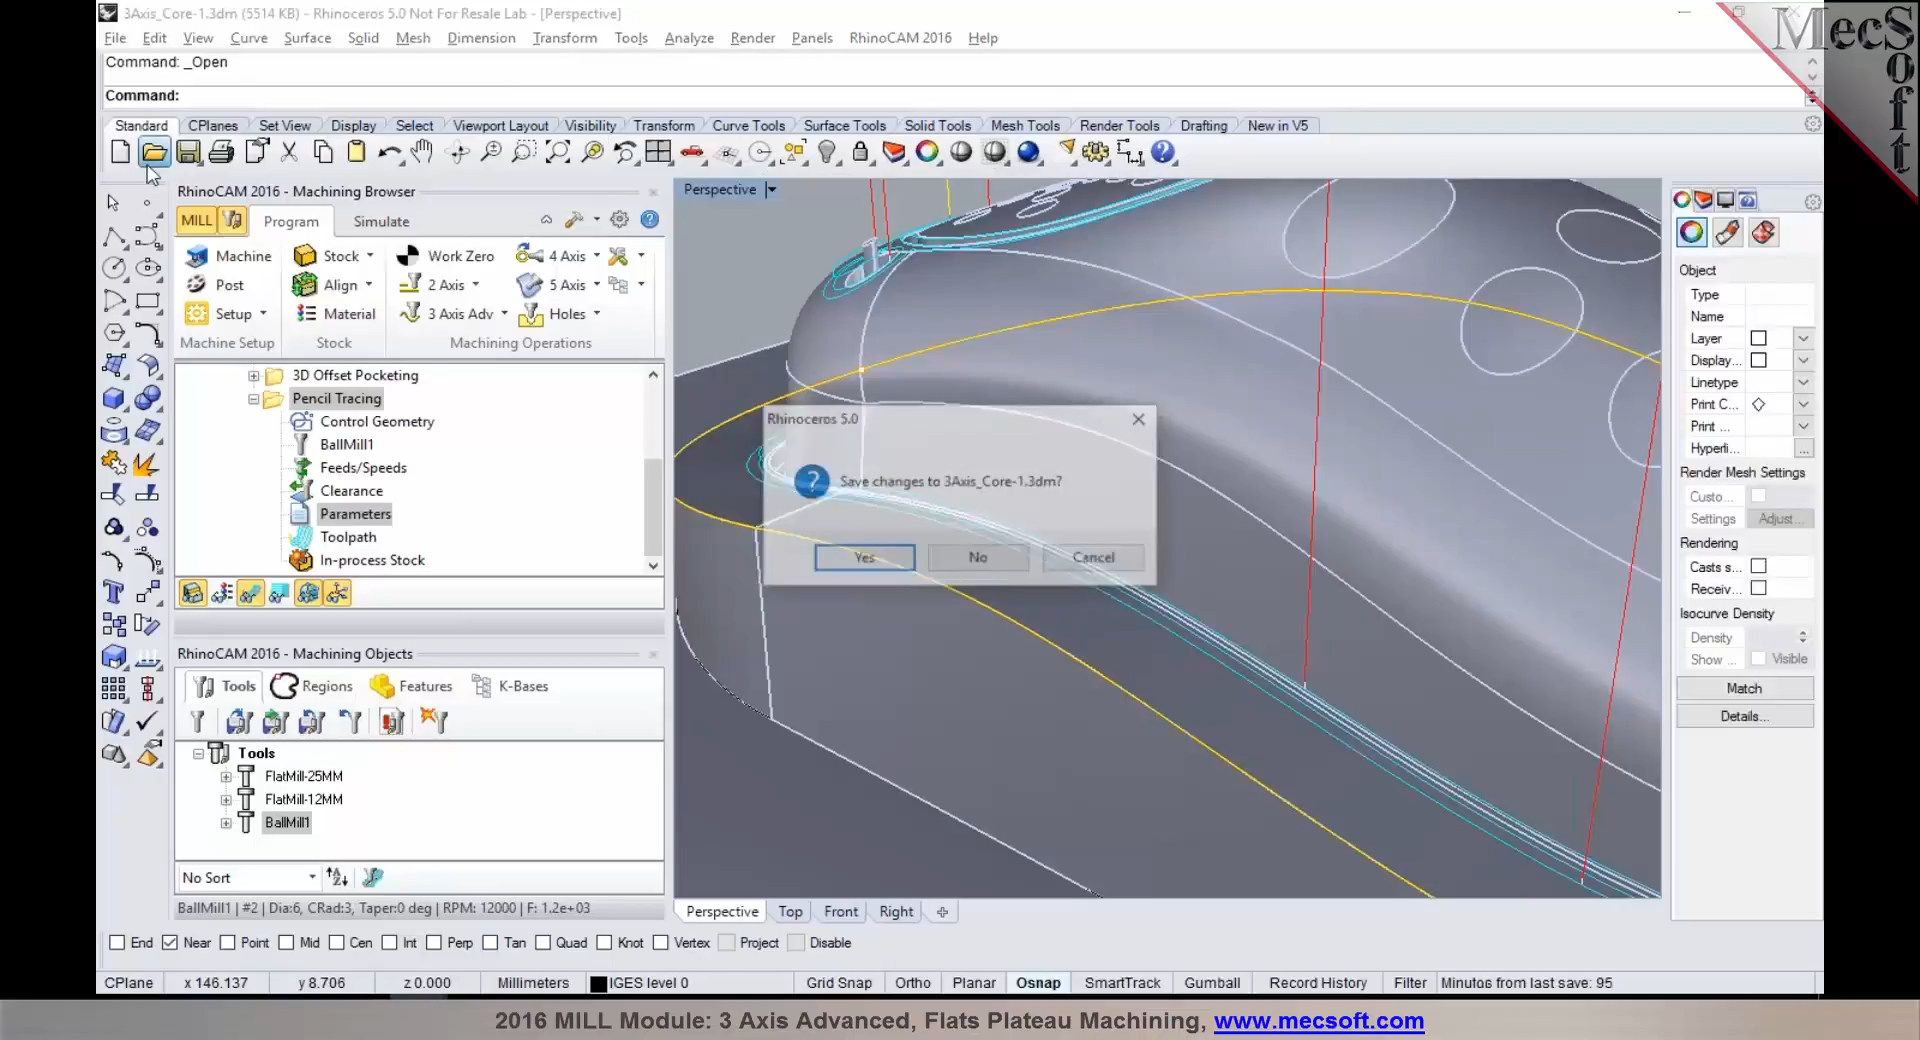 3Axis_Core-1.3dm (5514 KB) - Rhinoceros 5.0 Not For Resale Lab - [Perspective]
MecSoft
File Edit View Curve Surface Solid Mesh Dimension Transform Tools Analyze Render Panels RhinoCAM 2016 Help
Command: _Open
Command:
Standard CPlanes Set View Display Select Viewport Layout Visibility Transform Curve Tools Surface Tools Solid Tools Mesh Tools Render Tools Drafting New in V5
RhinoCAM 2016 - Machining Browser
MILL Program Simulate
Machine Stock Work Zero 4 Axis
Post Align 2 Axis 5 Axis
Setup Material 3 Axis Adv Holes
Machine Setup Stock Machining Operations
3D Offset Pocketing
Pencil Tracing
Control Geometry
BallMill1
Feeds/Speeds
Clearance
Parameters
Toolpath
In-process Stock
RhinoCAM 2016 - Machining Objects
Tools Regions Features K-Bases
Tools
FlatMill-25MM
FlatMill-12MM
BallMill1
No Sort
BallMill1 | #2 | Dia:6, CRad:3, Taper:0 deg | RPM: 12000 | F: 1.2e+03
Perspective
Rhinoceros 5.0
Save changes to 3Axis_Core-1.3dm?
Yes No Cancel
Perspective Top Front Right
Object
Type
Name
Layer
Display...
Linetype
Print C...
Print ...
Hyperli...
Render Mesh Settings
Custo...
Settings Adjust...
Rendering
Casts s...
Receiv...
Isocurve Density
Density
Show ... Visible
Match
Details...
End Near Point Mid Cen Int Perp Tan Quad Knot Vertex Project Disable
CPlane x 146.137 y 8.706 z 0.000 Millimeters IGES level 0 Grid Snap Ortho Planar Osnap SmartTrack Gumball Record History Filter Minutes from last save: 95
2016 MILL Module: 3 Axis Advanced, Flats Plateau Machining, www.mecsoft.com